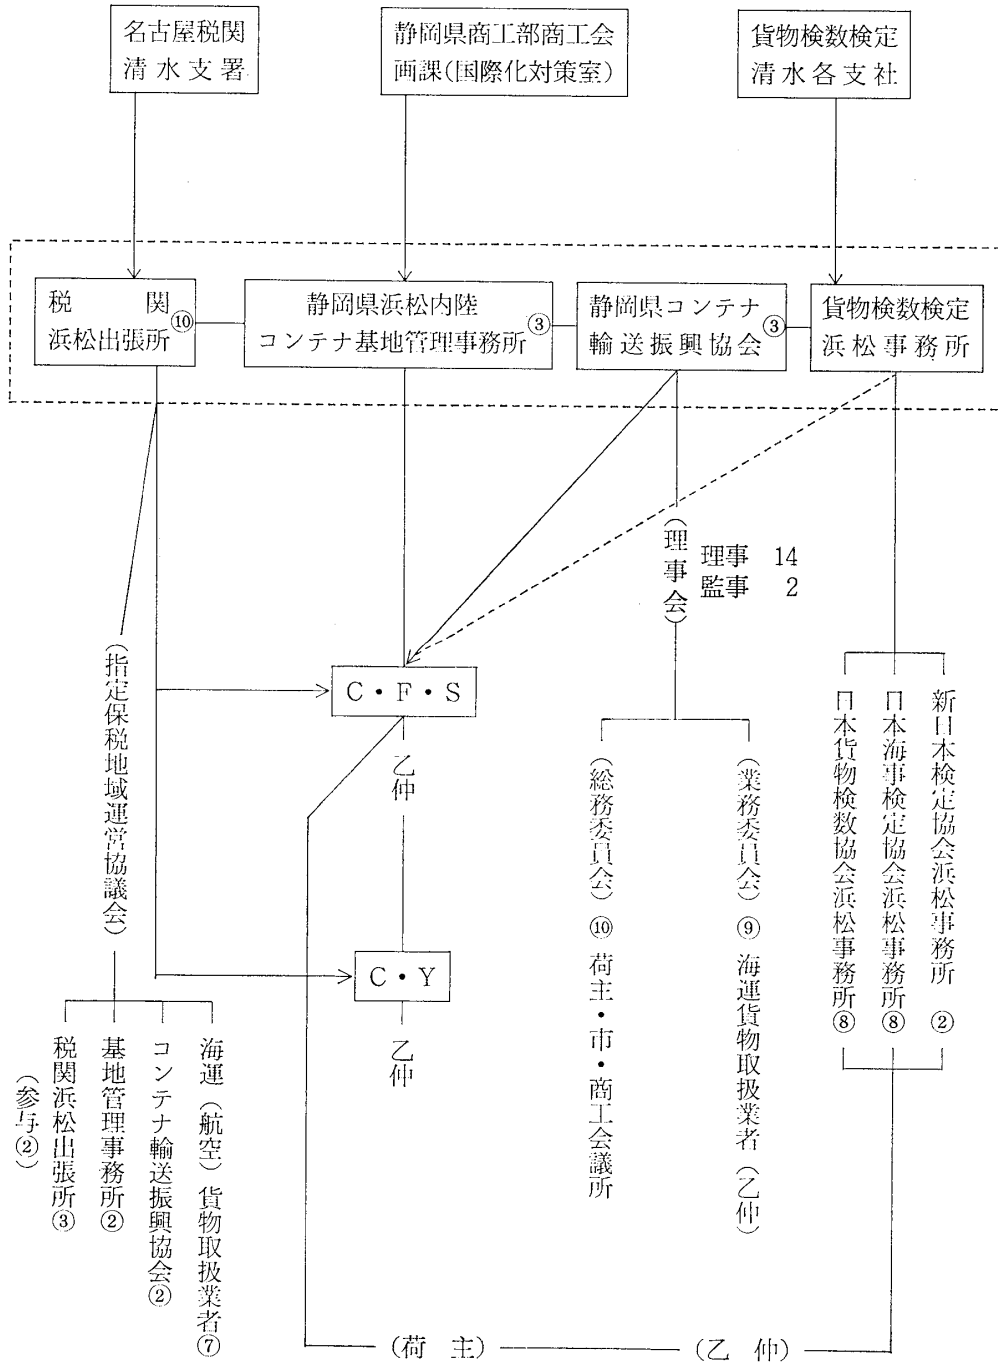 名古屋税関
清水支署
静岡県商工部商工会
画課(国際化対策室)
貨物検数検定
清水各支社
税関
浜松出張所
⑩
静岡県浜松内陸
コンテナ基地管理事務所
③
静岡県コンテナ
輸送振興協会
③
貨物検数検定
浜松事務所
(理事会)
理事 14
監事 2
(指定保税地域運営協議会)
C・F・S
乙仲
C・Y
乙仲
(業務委員会)⑨海運貨物取扱業者(乙仲)
(総務委員会)⑩荷主・市・商工会議所
新日本検定協会浜松事務所②
日本海事検定協会浜松事務所⑧
日本貨物検数協会浜松事務所⑧
海運(航空)貨物取扱業者⑦
コンテナ輸送振興協会②
基地管理事務所②
税関浜松出張所③
(参与②)
(荷主)
(乙仲)